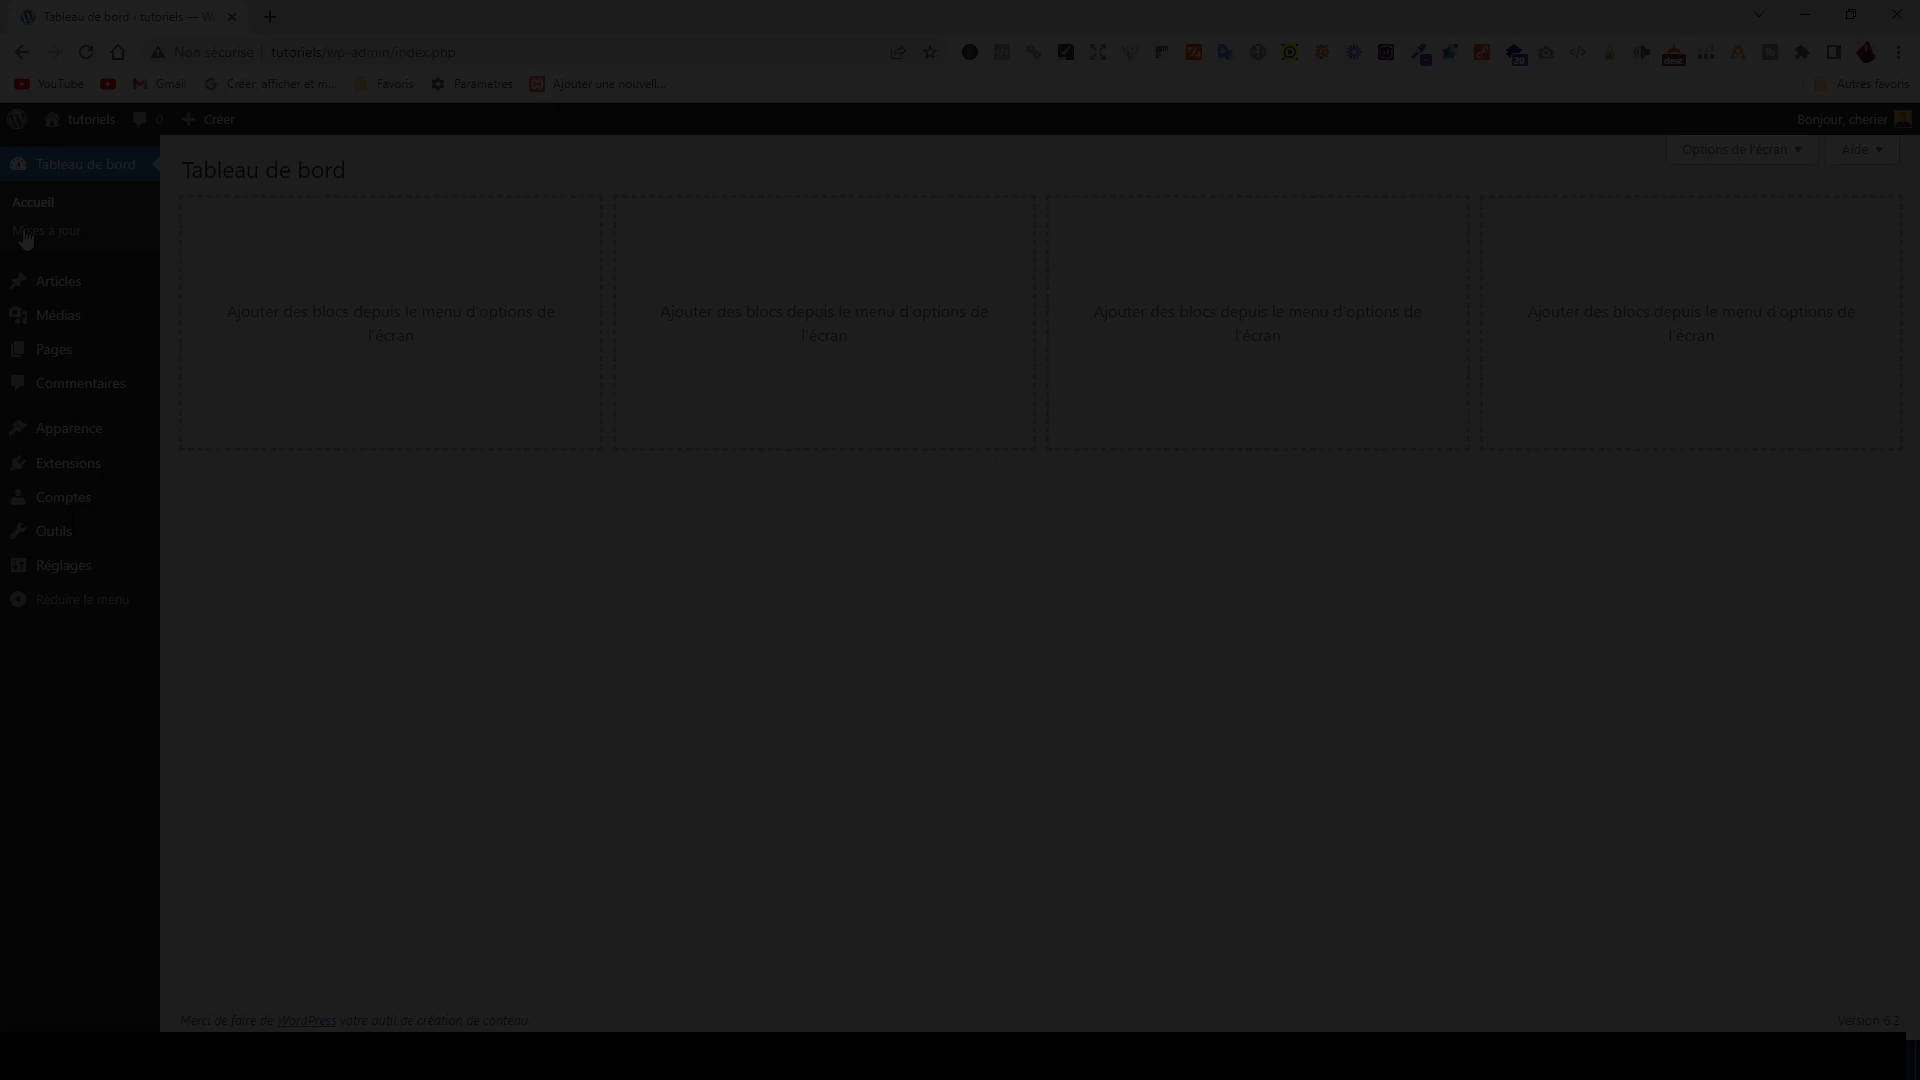 Tableau de bord ‹ tutoriels — W
Non sécurisé
tutoriels/wp-admin/index.php
desc
20
YouTube
Gmail
Créer, afficher et m...
Favoris
Paramètres
Ajouter une nouvell...
Autres favoris
tutoriels
0
Créer
Bonjour, cherier
Tableau de bord
Accueil
Mises à jour
Articles
Médias
Pages
Commentaires
Apparence
Extensions
Comptes
Outils
Réglages
Réduire le menu
Tableau de bord
Options de l'écran
Aide
Ajouter des blocs depuis le menu d'options de
l'écran
Ajouter des blocs depuis le menu d'options de
l'écran
Ajouter des blocs depuis le menu d'options de
l'écran
Ajouter des blocs depuis le menu d'options de
l'écran
Merci de faire de WordPress votre outil de création de contenu.
Version 6.2